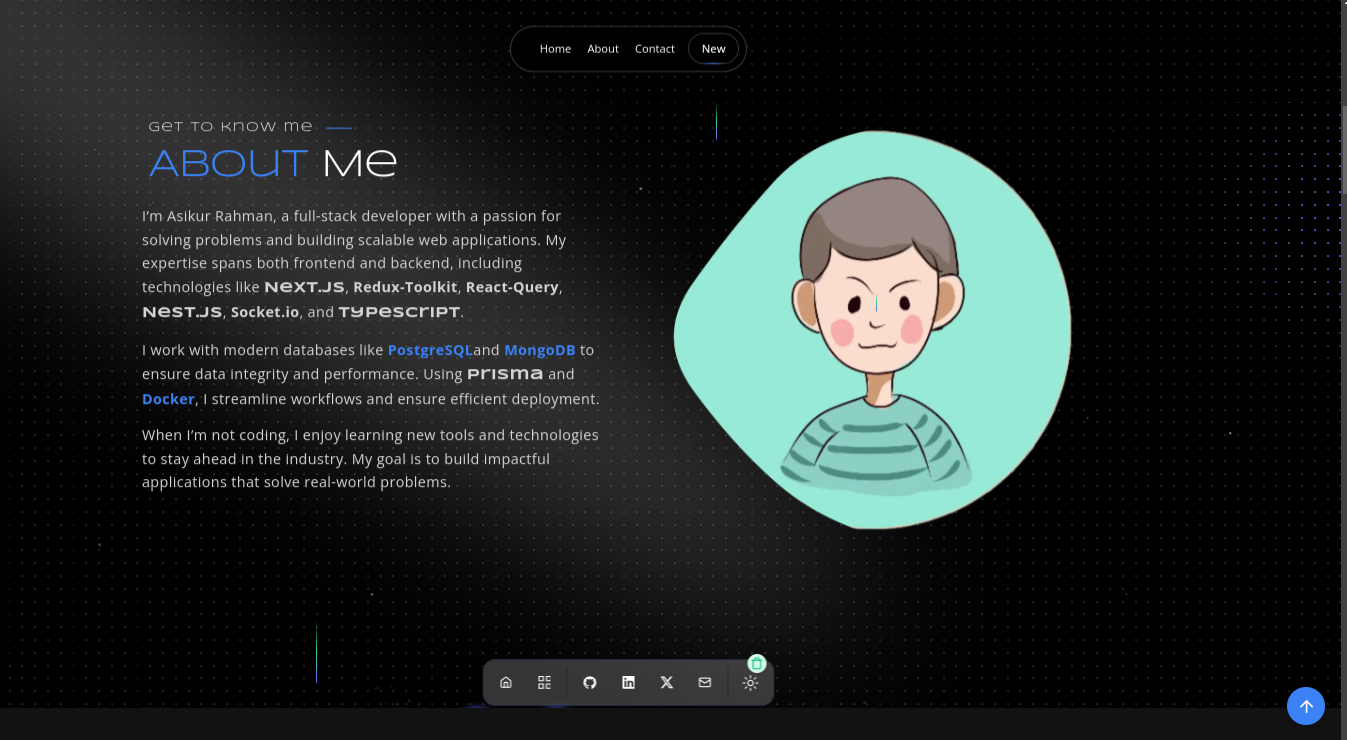 Home About Contact New
Get to know me
About Me
I'm Asikur Rahman, a full-stack developer with a passion for
solving problems and building scalable web applications. My
expertise spans both frontend and backend, including
technologies like Next.js, Redux-Toolkit, React-Query,
Nest.js, Socket.io, and TypeScript.
I work with modern databases like PostgreSQLand MongoDB to
ensure data integrity and performance. Using Prisma and
Docker, I streamline workflows and ensure efficient deployment.
When I'm not coding, I enjoy learning new tools and technologies
to stay ahead in the industry. My goal is to build impactful
applications that solve real-world problems.